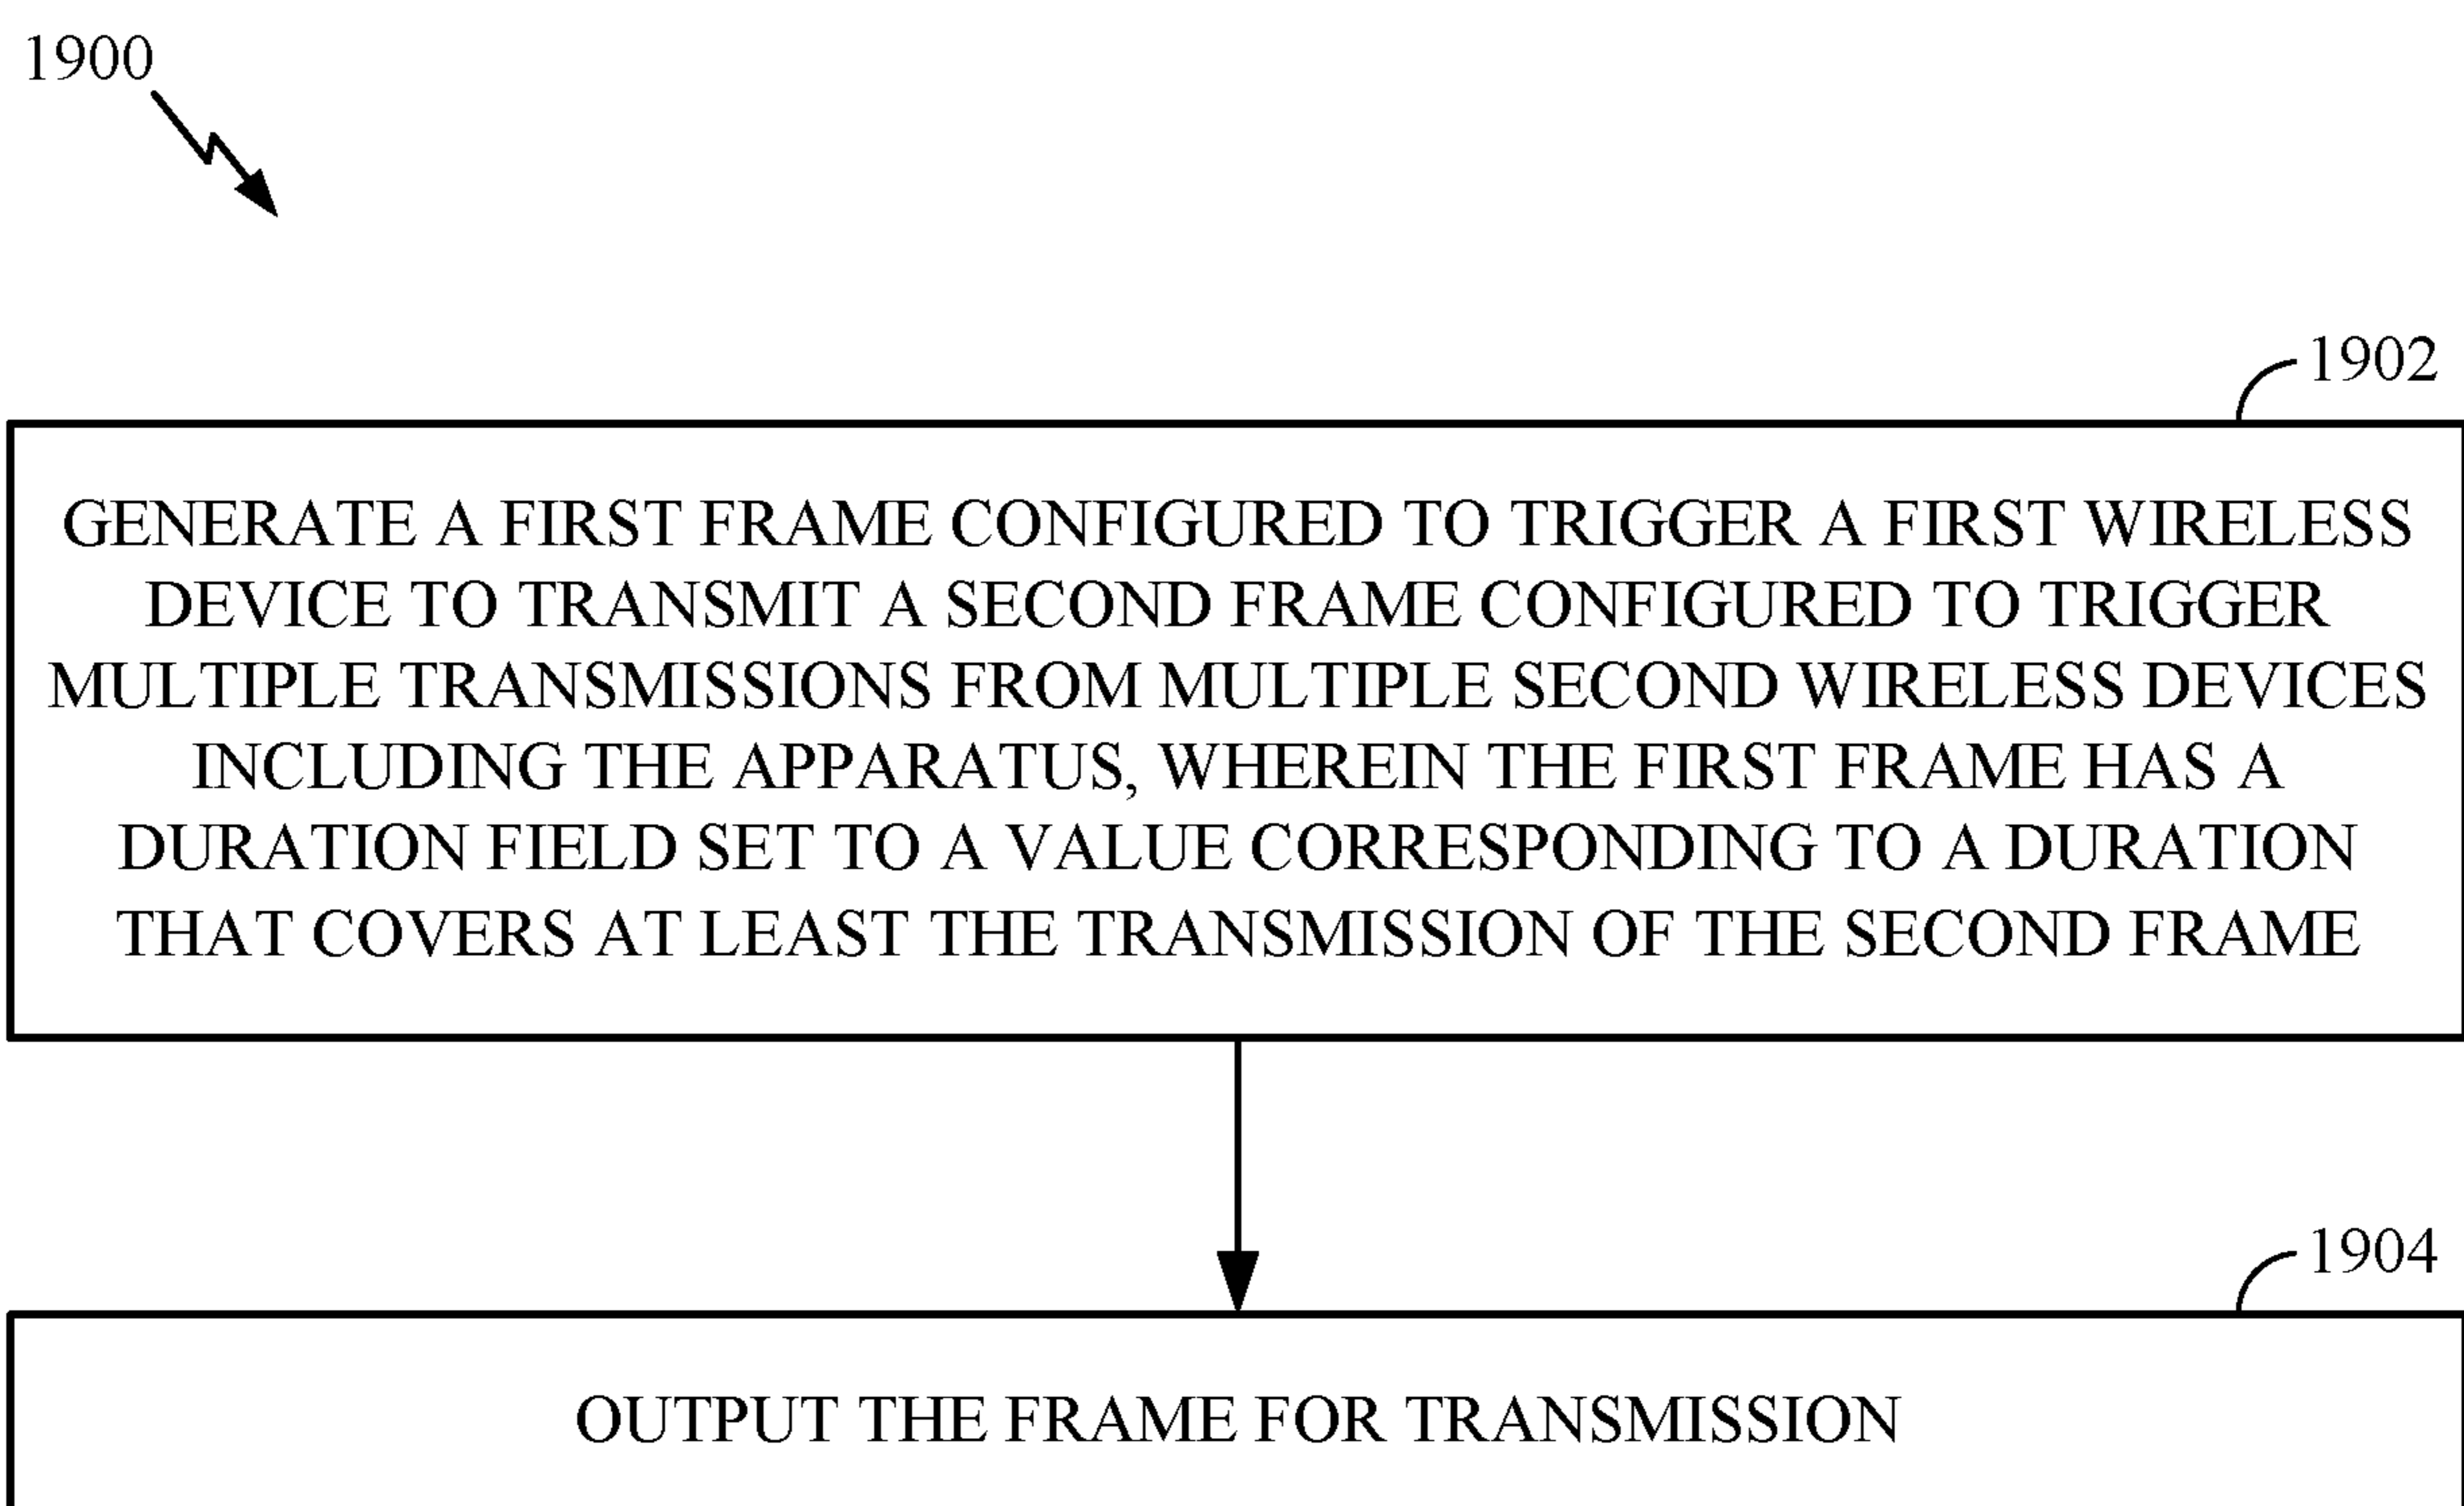 1900
1902
GENERATE A FIRST FRAME CONFIGURED TO TRIGGER A FIRST WIRELESS
DEVICE TO TRANSMIT A SECOND FRAME CONFIGURED TO TRIGGER
MULTIPLE TRANSMISSIONS FROM MULTIPLE SECOND WIRELESS DEVICES
INCLUDING THE APPARATUS, WHEREIN THE FIRST FRAME HAS A
DURATION FIELD SET TO A VALUE CORRESPONDING TO A DURATION
THAT COVERS AT LEAST THE TRANSMISSION OF THE SECOND FRAME
1904
OUTPUT THE FRAME FOR TRANSMISSION